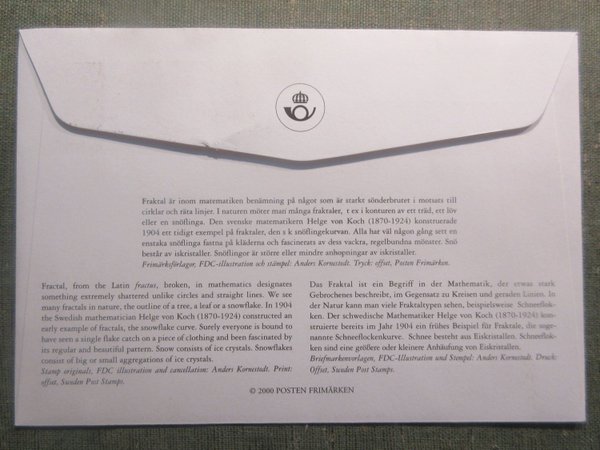 Fraktal är inom matematiken benämning på något som är starkt sönderbrutet i motsats till
cirklar och räta linjer. I naturen möter man många fraktaler, t ex i konturen av ett träd, ett löv
eller en snöflinga. Den svenske matematikern Helge von Koch (1870-1924) konstruerade
1904 ett tidigt exempel på fraktaler, den s k snöflingekurvan. Alla har väl någon gång sett en
enstaka snöflinga fastna på kläderna och fascinerats av dess vackra, regelbundna mönster. Snö
består av iskristaller. Snöflingor är större eller mindre anhopningar av iskristaller.
Frimärksförlagor, FDC-illustration och stämpel: Anders Kornestedt. Tryck: offset, Posten Frimärken.
Fractal, from the Latin fractus, broken, in mathematics designates
something extremely shartered unlike circles and straight lines. We see
many fractals in nature, the outline of a tree, a leaf or a snowflake. In 1904
the Swedish mathematician Helge von Koch (1870-1924) constructed an
early example of fractals, the snowflake curve. Surely everyone is bound to
have seen a single flake catch on a piece of clothing and been fascinated by
its regular and beautiful pattern. Snow consists of ice crystals. Snowflakes
consist of big or small aggregations of ice crystals.
Stamp originals, FDC illustration and cancellation: Anders Kornestedt. Print:
offset, Sweden Post Stamps.
Das Fraktal ist ein Begriff in der Mathematik, der etwas stark
Gebrochenes beschreibt, im Gegensatz zu Kreisen und geraden Linien. In
der Natur kann man viele Fraktaltypen sehen, beispielsweise Schneeflok-
ken. Der schwedische Mathematiker Helge von Koch (1870-1924) kon-
struierte bereits im Jahr 1904 ein frühes Beispiel für Fraktale, die soge-
nannte Schneeflockenkurve. Schnee besteht aus Eiskristallen. Schneeflok-
ken sind eine größere oder kleinere Anhäufung von Eiskristallen.
Briefmarkenvorlagen, FDC-Illustration und Stempel: Anders Kornestedt. Druck:
Offset, Sweden Post Stamps.
© 2000 POSTEN FRIMÄRKEN